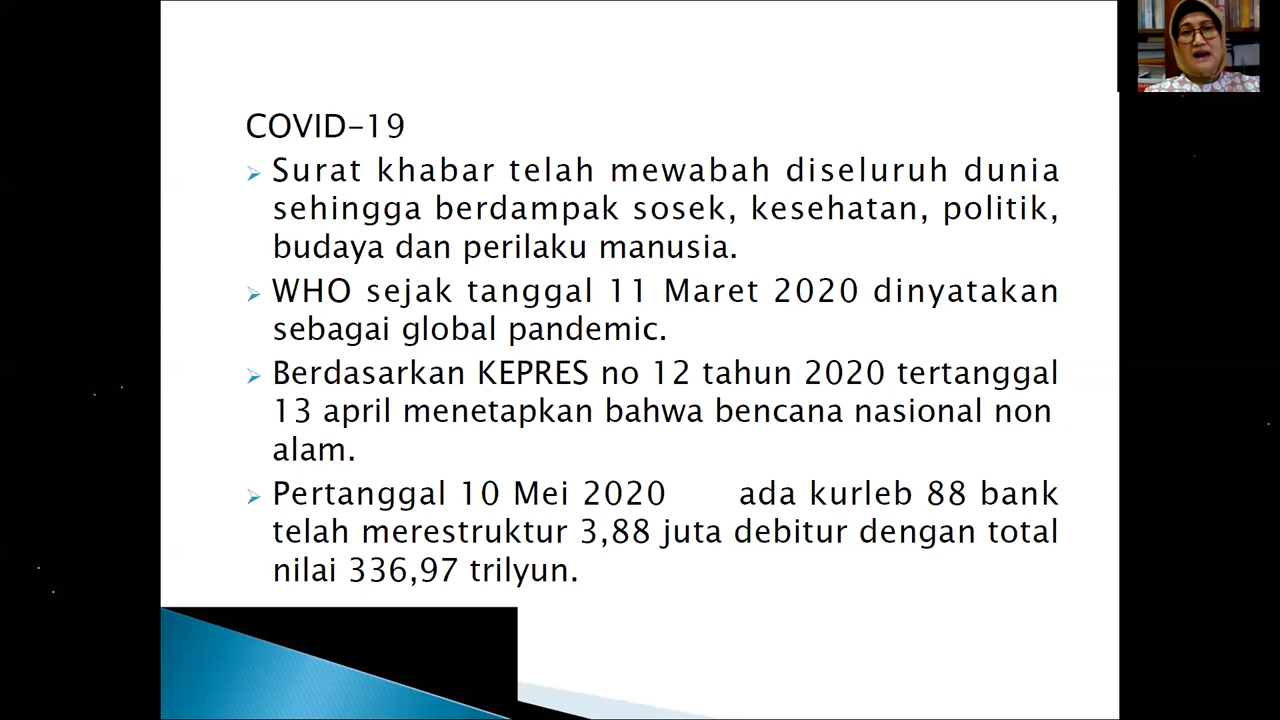 COVID-19
Surat khabar telah mewabah diseluruh dunia
sehingga berdampak sosek, kesehatan, politik,
budaya dan perilaku manusia.
WHO sejak tanggal 11 Maret 2020 dinyatakan
sebagai global pandemic.
Berdasarkan KEPRES no 12 tahun 2020 tertanggal
13 april menetapkan bahwa bencana nasional non
alam.
Pertanggal 10 Mei 2020 ada kurleb 88 bank
telah merestruktur 3,88 juta debitur dengan total
nilai 336,97 trilyun.